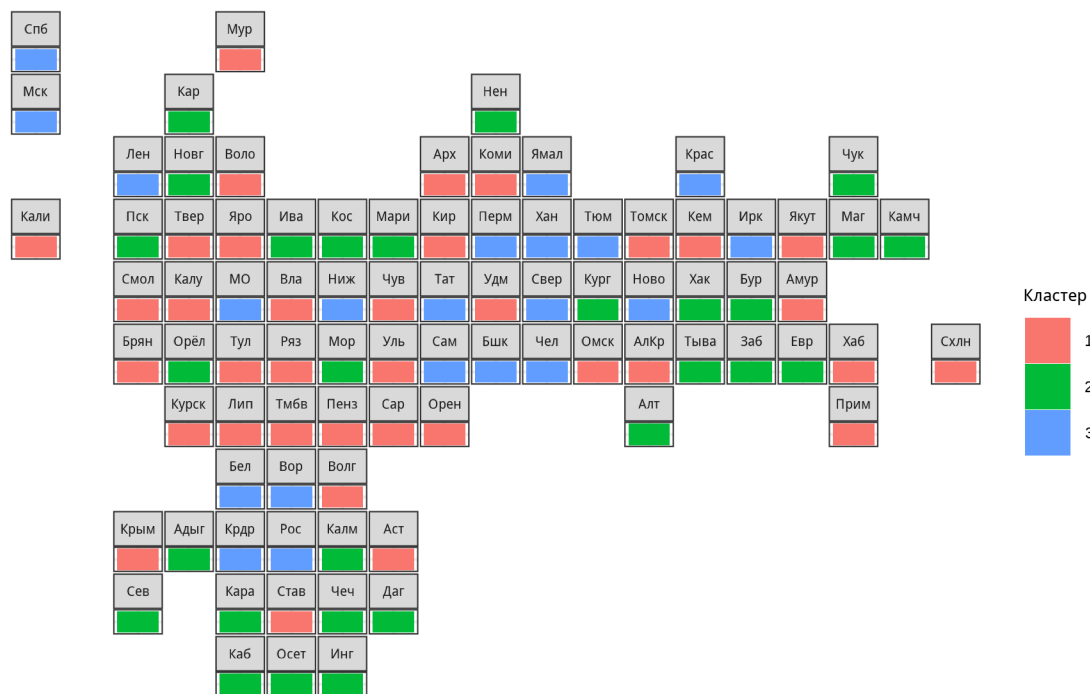 Спб Мур
Мск Кар Нен
Лен Новг Воло Арх Коми Ямал Крас Чук
Кали Пск Твер Яро Ива Кос Мари Кир Перм Хан Тюм Томск Кем Ирк Якут Маг Камч
Смол Калу МО Вла Ниж Чув Тат Удм Свер Кург Ново Хак Бур Амур
Кластер
Брян Орёл Тул Ряз Мор Уль Сам Бшк Чел Омск АлКр Тыва Заб Евр Хаб Схлн
1
2
Курск Лип Тмбв Пенз Сар Орен Алт Прим
3
Бел Вор Волг
Крым Адыг Крдр Рос Калм Аст
Сев Кара Став Чеч Даг
Каб Осет Инг